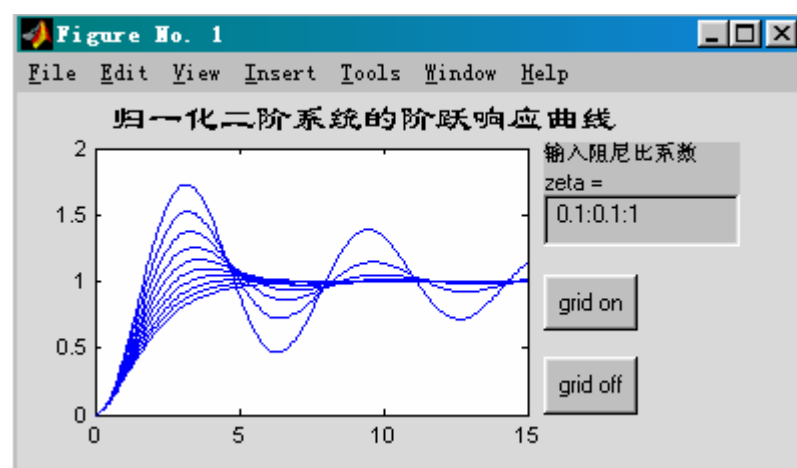 Figure No. 1
File Edit View Insert Tools Window Help
归一化二阶系统的阶跃响应曲线
输入阻尼比系数
zeta =
0.1:0.1:1
grid on
grid off
2
1.5
1
0.5
0
0 5 10 15